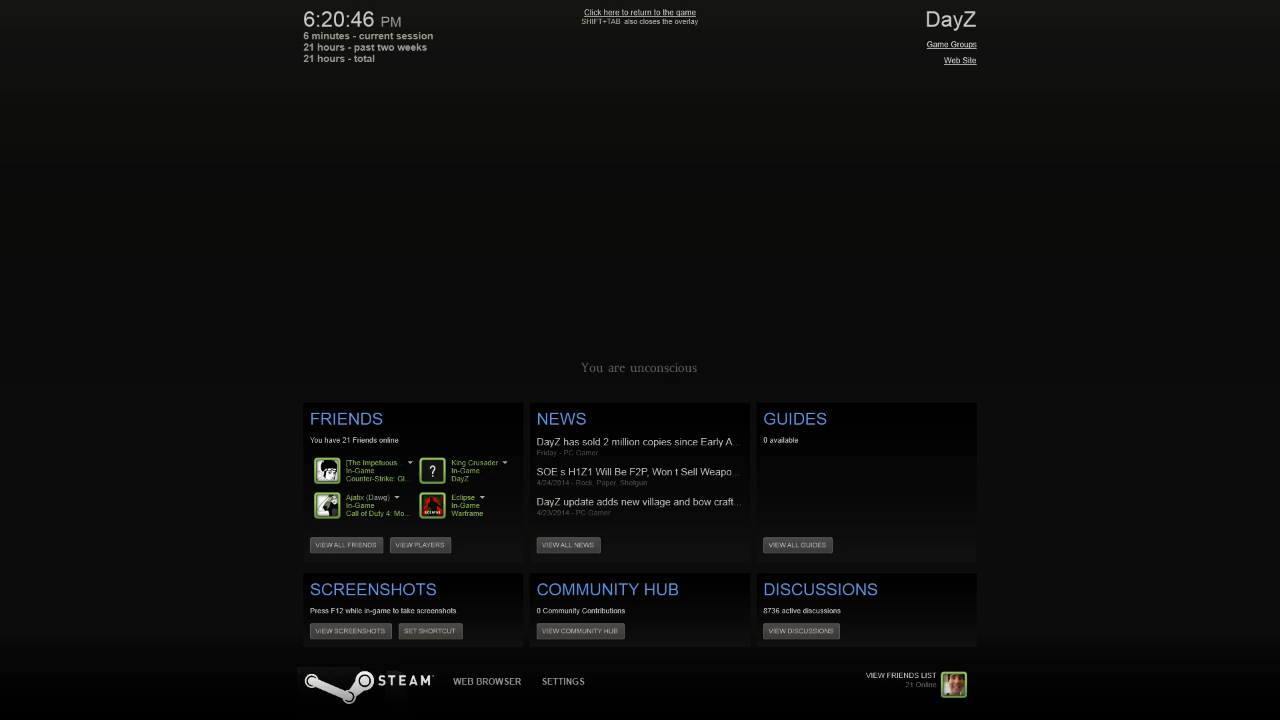 6:20:46 PM
6 minutes - current session
21 hours - past two weeks
21 hours - total
Click here to return to the game
SHIFT+TAB also closes the overlay
DayZ
Game Groups
Web Site
You are unconscious
FRIENDS
You have 21 Friends online
[The Impetuous...
In-Game
Counter-Strike: Gl...
King Crusader
In-Game
DayZ
Ajatix (Dawg)
In-Game
Call of Duty 4: Mo...
Eclipse
In-Game
Warframe
VIEW ALL FRIENDS
VIEW PLAYERS
NEWS
DayZ has sold 2 million copies since Early A...
Friday - PC Gamer
SOE s H1Z1 Will Be F2P, Won t Sell Weapo...
4/24/2014 - Rock, Paper, Shotgun
DayZ update adds new village and bow craft...
4/23/2014 - PC Gamer
VIEW ALL NEWS
GUIDES
0 available
VIEW ALL GUIDES
SCREENSHOTS
Press F12 while in-game to take screenshots
VIEW SCREENSHOTS
SET SHORTCUT
COMMUNITY HUB
0 Community Contributions
VIEW COMMUNITY HUB
DISCUSSIONS
8736 active discussions
VIEW DISCUSSIONS
STEAM
WEB BROWSER
SETTINGS
VIEW FRIENDS LIST
21 Online